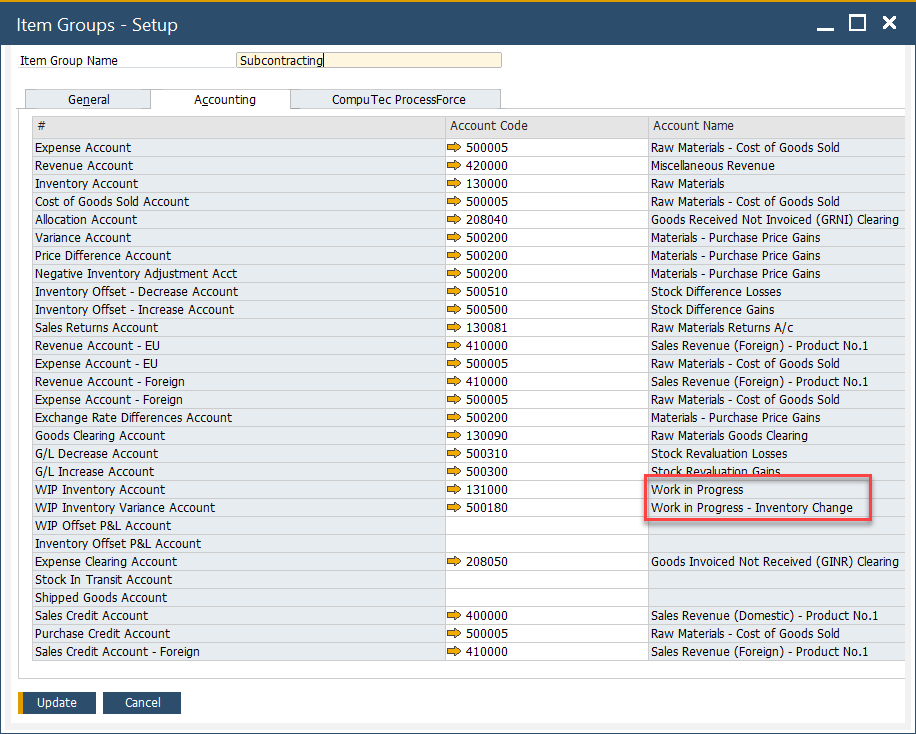 Item Groups - Setup
Item Group Name Subcontracting
General Accounting CompuTec ProcessForce
# Account Code Account Name
Expense Account 500005 Raw Materials - Cost of Goods Sold
Revenue Account 420000 Miscellaneous Revenue
Inventory Account 130000 Raw Materials
Cost of Goods Sold Account 500005 Raw Materials - Cost of Goods Sold
Allocation Account 208040 Goods Received Not Invoiced (GRNI) Clearing
Variance Account 500200 Materials - Purchase Price Gains
Price Difference Account 500200 Materials - Purchase Price Gains
Negative Inventory Adjustment Acct 500200 Materials - Purchase Price Gains
Inventory Offset - Decrease Account 500510 Stock Difference Losses
Inventory Offset - Increase Account 500500 Stock Difference Gains
Sales Returns Account 130081 Raw Materials Returns A/c
Revenue Account - EU 410000 Sales Revenue (Foreign) - Product No.1
Expense Account - EU 500005 Raw Materials - Cost of Goods Sold
Revenue Account - Foreign 410000 Sales Revenue (Foreign) - Product No.1
Expense Account - Foreign 500005 Raw Materials - Cost of Goods Sold
Exchange Rate Differences Account 500200 Materials - Purchase Price Gains
Goods Clearing Account 130090 Raw Materials Goods Clearing
G/L Decrease Account 500310 Stock Revaluation Losses
G/L Increase Account 500300 Stock Revaluation Gains
WIP Inventory Account 131000 Work in Progress
WIP Inventory Variance Account 500180 Work in Progress - Inventory Change
WIP Offset P&L Account
Inventory Offset P&L Account
Expense Clearing Account 208050 Goods Invoiced Not Received (GINR) Clearing
Stock In Transit Account
Shipped Goods Account
Sales Credit Account 400000 Sales Revenue (Domestic) - Product No.1
Purchase Credit Account 500005 Raw Materials - Cost of Goods Sold
Sales Credit Account - Foreign 410000 Sales Revenue (Foreign) - Product No.1
Update Cancel